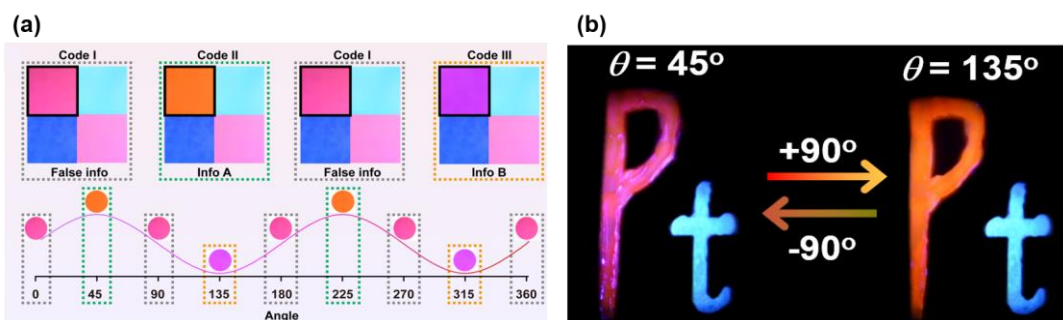 (a)
Code I Code II Code I Code III
False info Info A False info Info B
0 45 90 135 180 225 270 315 360
Angle
(b)
θ = 45° θ = 135°
+90°
-90°
P t P t